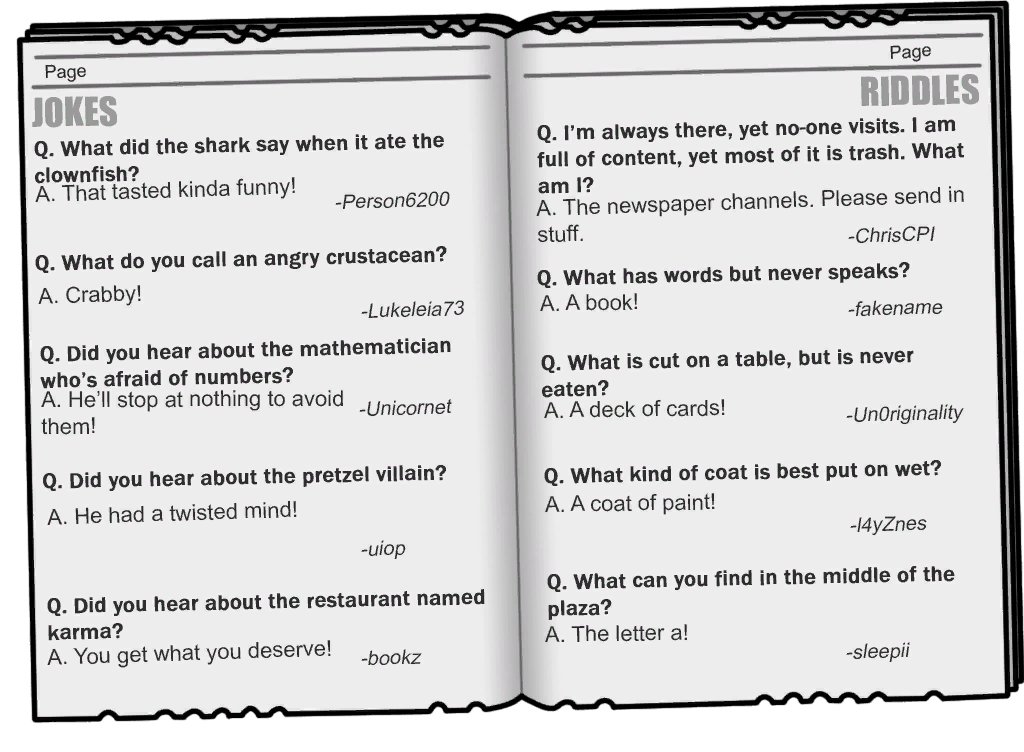 Page
JOKES
Q. What did the shark say when it ate the
clownfish?
A. That tasted kinda funny!
-Person6200
Q. What do you call an angry crustacean?
A. Crabby!
-Lukeleia73
Q. Did you hear about the mathematician
who's afraid of numbers?
A. He'll stop at nothing to avoid
them!
-Unicornet
Q. Did you hear about the pretzel villain?
A. He had a twisted mind!
-uiop
Q. Did you hear about the restaurant named
karma?
A. You get what you deserve!
-bookz
Page
RIDDLES
Q. I'm always there, yet no-one visits. I am
full of content, yet most of it is trash. What
am I?
A. The newspaper channels. Please send in
stuff.
-ChrisCPI
Q. What has words but never speaks?
A. A book!
-fakename
Q. What is cut on a table, but is never
eaten?
A. A deck of cards!
-Un0riginality
Q. What kind of coat is best put on wet?
A. A coat of paint!
-l4yZnes
Q. What can you find in the middle of the
plaza?
A. The letter a!
-sleepii